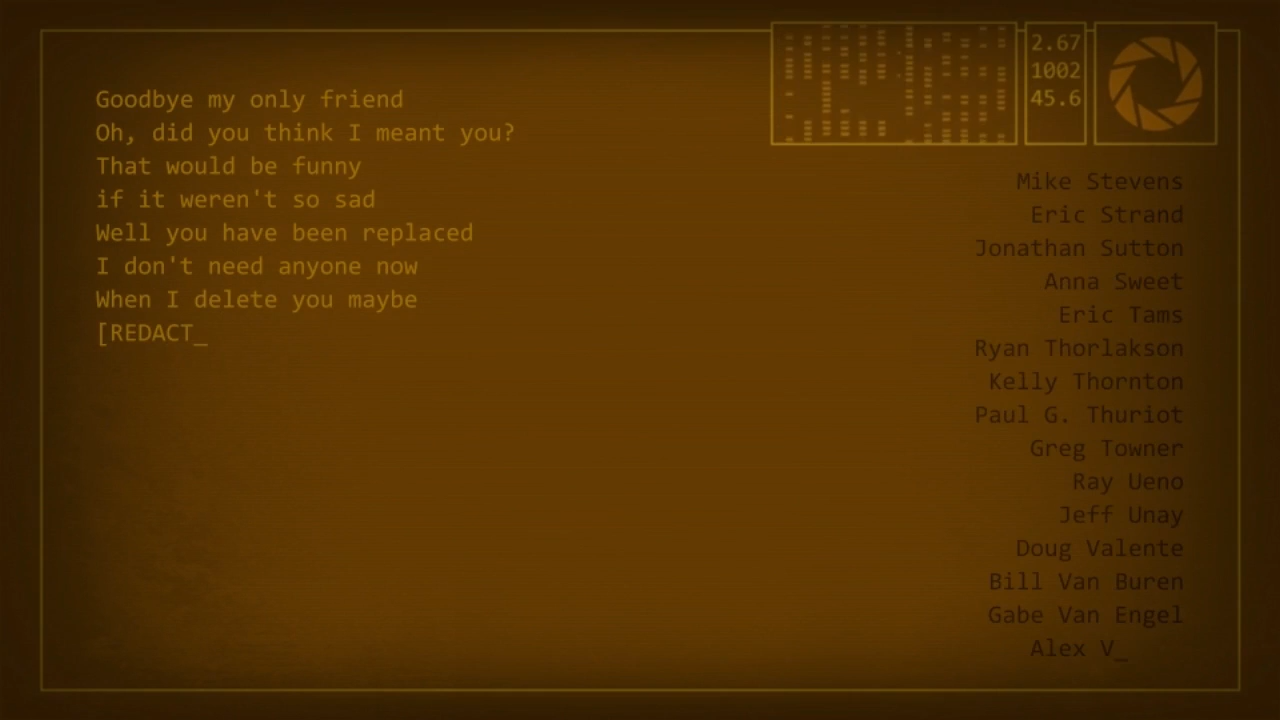 Goodbye my only friend
Oh, did you think I meant you?
That would be funny
if it weren't so sad
Well you have been replaced
I don't need anyone now
When I delete you maybe
[REDACT_
2.67
1002
45.6
Mike Stevens
Eric Strand
Jonathan Sutton
Anna Sweet
Eric Tams
Ryan Thorlakson
Kelly Thornton
Paul G. Thuriot
Greg Towner
Ray Ueno
Jeff Unay
Doug Valente
Bill Van Buren
Gabe Van Engel
Alex V_